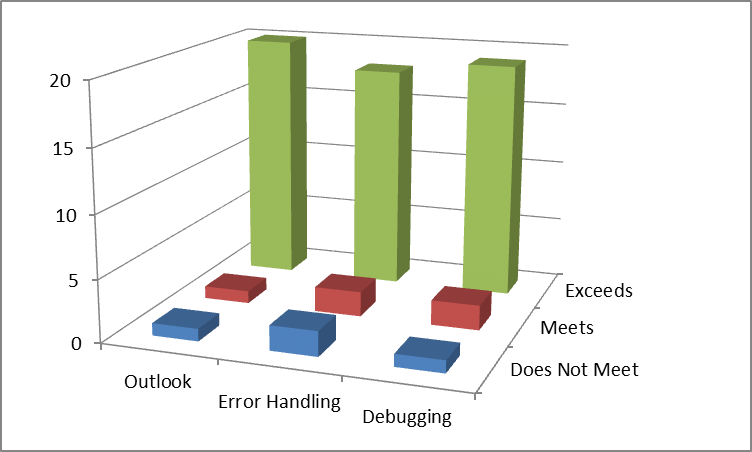 20
15
10
5
0
Outlook
Error Handling
Debugging
Exceeds
Meets
Does Not Meet